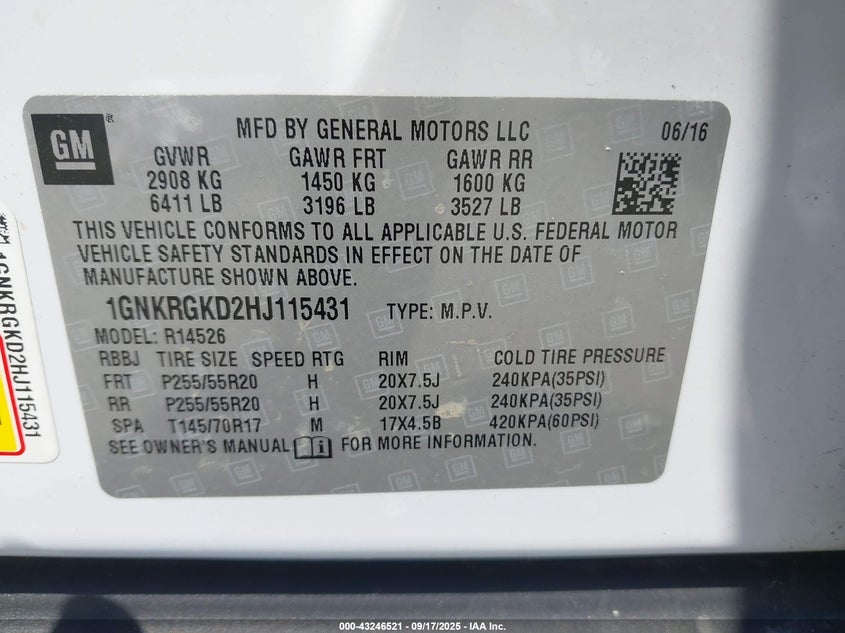 GM
MFD BY GENERAL MOTORS LLC 06/16
GVWR GAWR FRT GAWR RR
2908 KG 1450 KG 1600 KG
6411 LB 3196 LB 3527 LB
THIS VEHICLE CONFORMS TO ALL APPLICABLE U.S. FEDERAL MOTOR
VEHICLE SAFETY STANDARDS IN EFFECT ON THE DATE OF
MANUFACTURE SHOWN ABOVE.
1GNKRGKD2HJ115431 TYPE: M.P.V.
MODEL: R14526
RBBJ TIRE SIZE SPEED RTG RIM COLD TIRE PRESSURE
FRT P255/55R20 H 20X7.5J 240KPA(35PSI)
RR P255/55R20 H 20X7.5J 240KPA(35PSI)
SPA T145/70R17 M 17X4.5B 420KPA(60PSI)
SEE OWNER'S MANUAL FOR MORE INFORMATION.
1GNKRGKD2HJ115431
000-43246521 - 09/17/2025 - IAA Inc.